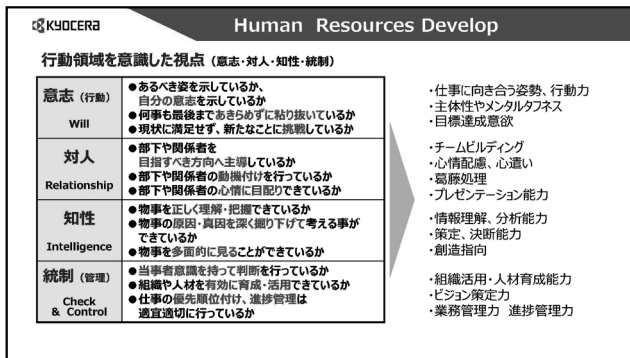 KYOCERA
Human Resources Develop
行動領域を意識した視点（意志・対人・知性・統制）
意志（行動）
Will
●あるべき姿を示しているか、
自分の意志を示しているか
●何事も最後まであきらめずに粘り抜いているか
●現状に満足せず、新たなことに挑戦しているか
・仕事に向き合う姿勢、行動力
・主体性やメンタルタフネス
・目標達成意欲
対人
Relationship
●部下や関係者を
目指すべき方向へ主導しているか
●部下や関係者の動機付けを行っているか
●部下や関係者の心情に目配りできているか
・チームビルディング
・心情配慮、心遣い
・葛藤処理
・プレゼンテーション能力
知性
Intelligence
●物事を正しく理解・把握できているか
●物事の原因・真因を深く掘り下げて考える事が
できているか
●物事を多面的に見ることができているか
・情報理解、分析能力
・策定、決断能力
・創造指向
統制（管理）
Check
& Control
●当事者意識を持って判断を行っているか
●組織や人材を有効に育成・活用できているか
●仕事の優先順位付け、進捗管理は
適宜適切に行っているか
・組織活用・人材育成能力
・ビジョン策定力
・業務管理力 進捗管理力